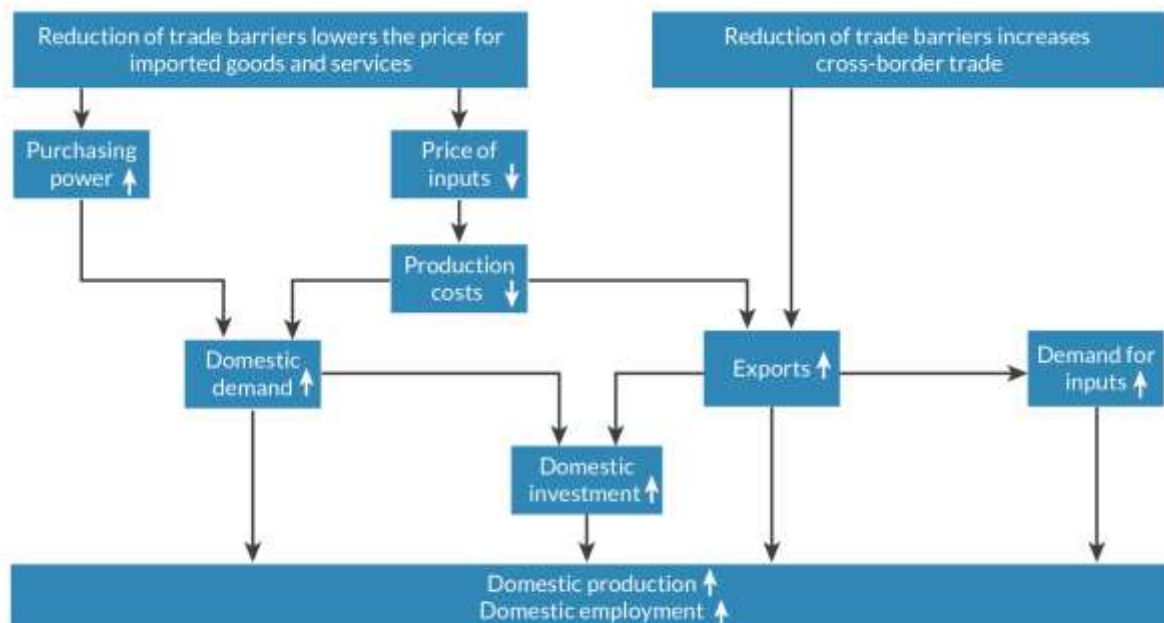 Reduction of trade barriers lowers the price for
imported goods and services
Reduction of trade barriers increases
cross-border trade
Purchasing
power
Price of
inputs
Production
costs
Domestic
demand
Exports
Demand for
inputs
Domestic
investment
Domestic production
Domestic employment